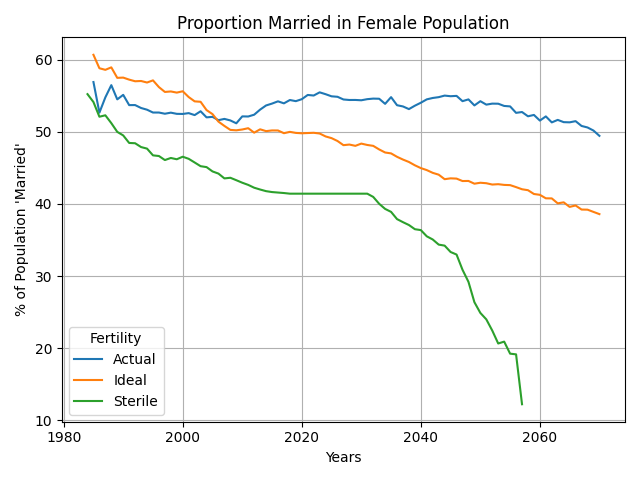 Proportion Married in Female Population
% of Population 'Married'
60
50
40
30
20
10
Fertility
Actual
Ideal
Sterile
1980
2000
2020
2040
2060
Years